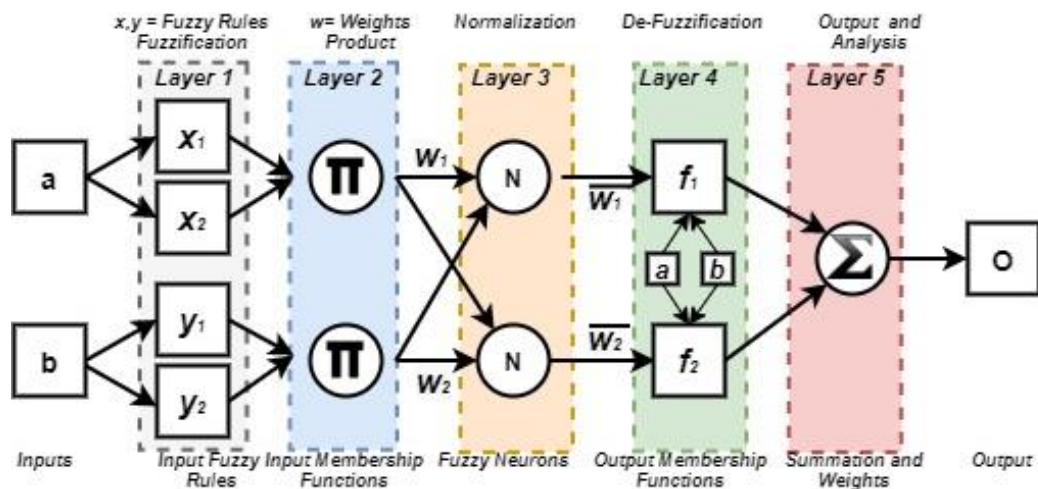 x,y = Fuzzy Rules
Fuzzification
w= Weights
Product
Normalization
De-Fuzzification
Output and
Analysis
Layer 1
Layer 2
Layer 3
Layer 4
Layer 5
a
x₁
x₂
π
W₁
N
W₁
f₁
a
b
Σ
O
b
y₁
y₂
π
W₂
N
W₂
f₂
Inputs
Input Fuzzy
Rules
Input Membership
Functions
Fuzzy Neurons
Output Membership
Functions
Summation and
Weights
Output